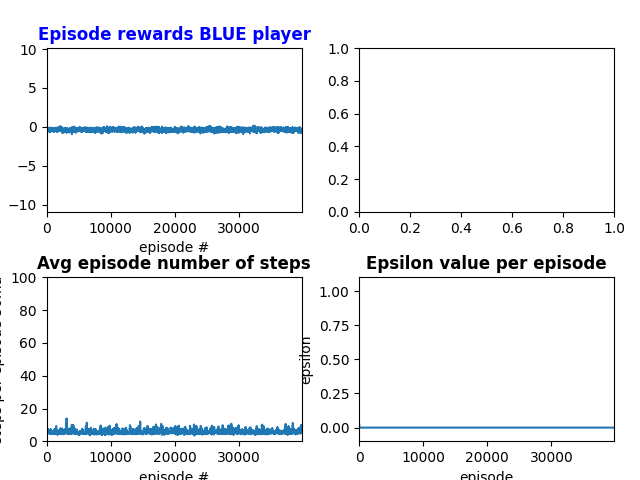 Episode rewards BLUE player
10
5
0
−5
−10
0 10000 20000 30000
episode #
1.0
0.8
0.6
0.4
0.2
0.0
0.0 0.2 0.4 0.6 0.8 1.0
Avg episode number of steps
100
80
60
40
20
0
0 10000 20000 30000
episode #
Epsilon value per episode
epsilon
1.00
0.75
0.50
0.25
0.00
0 10000 20000 30000
episode